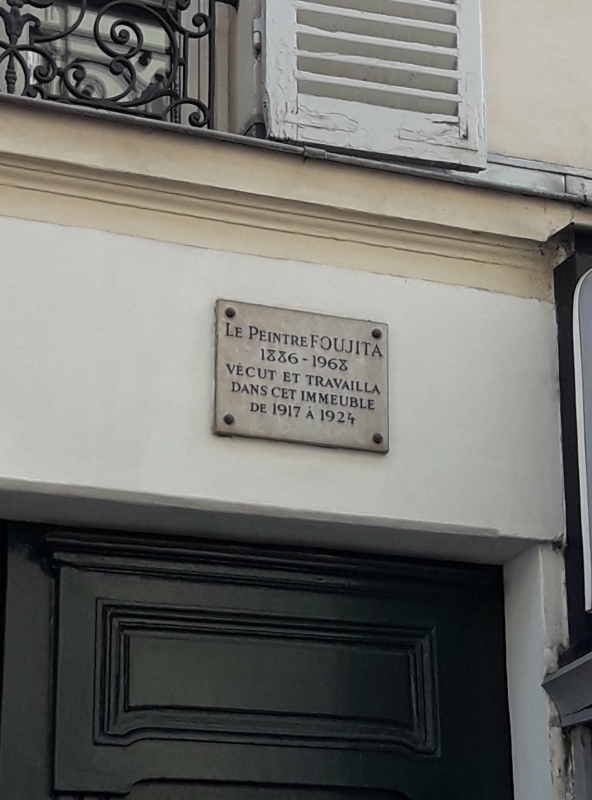 LE PEINTRE FOUJITA
1886-1968
VÉCUT ET TRAVAILLA
DANS CET IMMEUBLE
DE 1917 À 1924